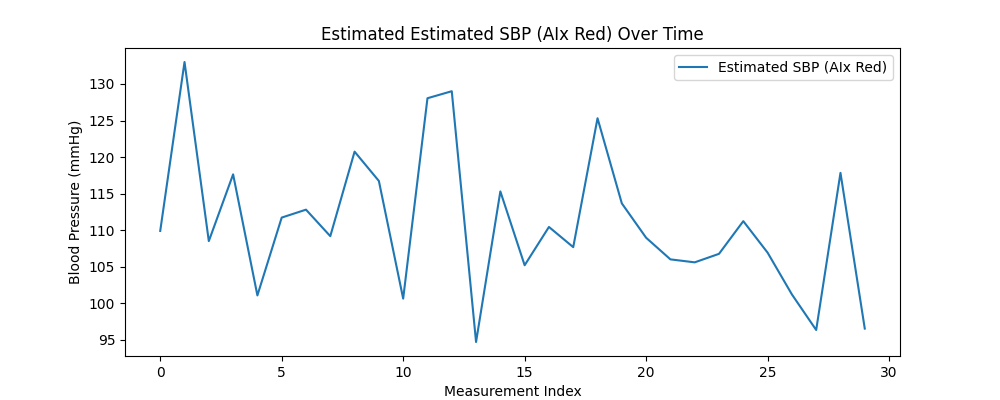 Estimated Estimated SBP (AIx Red) Over Time
Estimated SBP (AIx Red)
Blood Pressure (mmHg)
130
125
120
115
110
105
100
95
0 5 10 15 20 25 30
Measurement Index